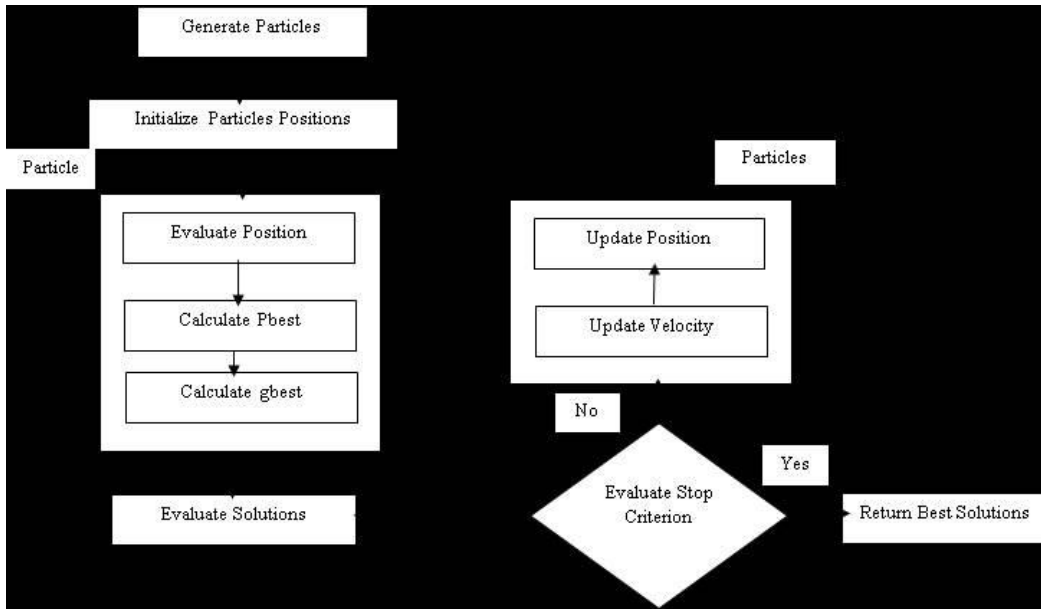 Generate Particles
Initialize Particles Positions
Particle
Evaluate Position
Calculate Pbest
Calculate gbest
Evaluate Solutions
Particles
Update Position
Update Velocity
No
Evaluate Stop
Criterion
Yes
Return Best Solutions